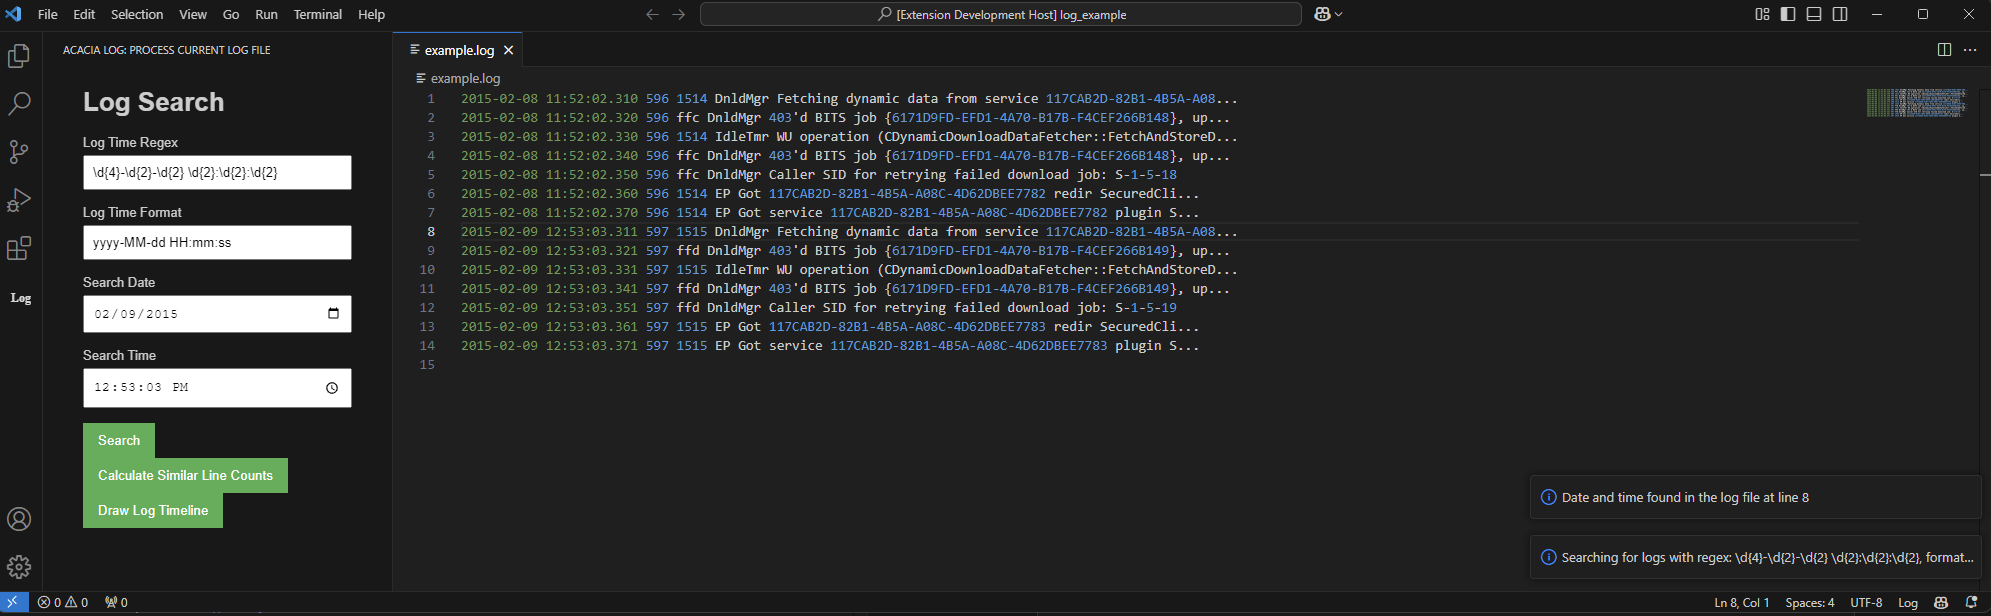 File Edit Selection View Go Run Terminal Help
[Extension Development Host] log_example
ACACIA LOG: PROCESS CURRENT LOG FILE
Log Search
Log Time Regex
\d{4}-\d{2}-\d{2} \d{2}:\d{2}:\d{2}
Log Time Format
yyyy-MM-dd HH:mm:ss
Search Date
02/09/2015
Log
Search Time
12:53:03 PM
Search
Calculate Similar Line Counts
Draw Log Timeline
example.log
example.log
1 2015-02-08 11:52:02.310 596 1514 DnldMgr Fetching dynamic data from service 117CAB2D-82B1-4B5A-A08...
2 2015-02-08 11:52:02.320 596 ffc DnldMgr 403'd BITS job {6171D9FD-EFD1-4A70-B17B-F4CEF266B148}, up...
3 2015-02-08 11:52:02.330 596 1514 IdleTmr WU operation (CDynamicDownloadDataFetcher::FetchAndStoreD...
4 2015-02-08 11:52:02.340 596 ffc DnldMgr 403'd BITS job {6171D9FD-EFD1-4A70-B17B-F4CEF266B148}, up...
5 2015-02-08 11:52:02.350 596 ffc DnldMgr Caller SID for retrying failed download job: S-1-5-18
6 2015-02-08 11:52:02.360 596 1514 EP Got 117CAB2D-82B1-4B5A-A08C-4D62DBEE7782 redir SecuredCli...
7 2015-02-08 11:52:02.370 596 1514 EP Got service 117CAB2D-82B1-4B5A-A08C-4D62DBEE7782 plugin S...
8 2015-02-09 12:53:03.311 597 1515 DnldMgr Fetching dynamic data from service 117CAB2D-82B1-4B5A-A08...
9 2015-02-09 12:53:03.321 597 ffd DnldMgr 403'd BITS job {6171D9FD-EFD1-4A70-B17B-F4CEF266B149}, up...
10 2015-02-09 12:53:03.331 597 1515 IdleTmr WU operation (CDynamicDownloadDataFetcher::FetchAndStoreD...
11 2015-02-09 12:53:03.341 597 ffd DnldMgr 403'd BITS job {6171D9FD-EFD1-4A70-B17B-F4CEF266B149}, up...
12 2015-02-09 12:53:03.351 597 ffd DnldMgr Caller SID for retrying failed download job: S-1-5-19
13 2015-02-09 12:53:03.361 597 1515 EP Got 117CAB2D-82B1-4B5A-A08C-4D62DBEE7783 redir SecuredCli...
14 2015-02-09 12:53:03.371 597 1515 EP Got service 117CAB2D-82B1-4B5A-A08C-4D62DBEE7783 plugin S...
15
Date and time found in the log file at line 8
Searching for logs with regex: \d{4}-\d{2}-\d{2} \d{2}:\d{2}:\d{2}, format...
0 0 0
Ln 8, Col 1 Spaces: 4 UTF-8 Log